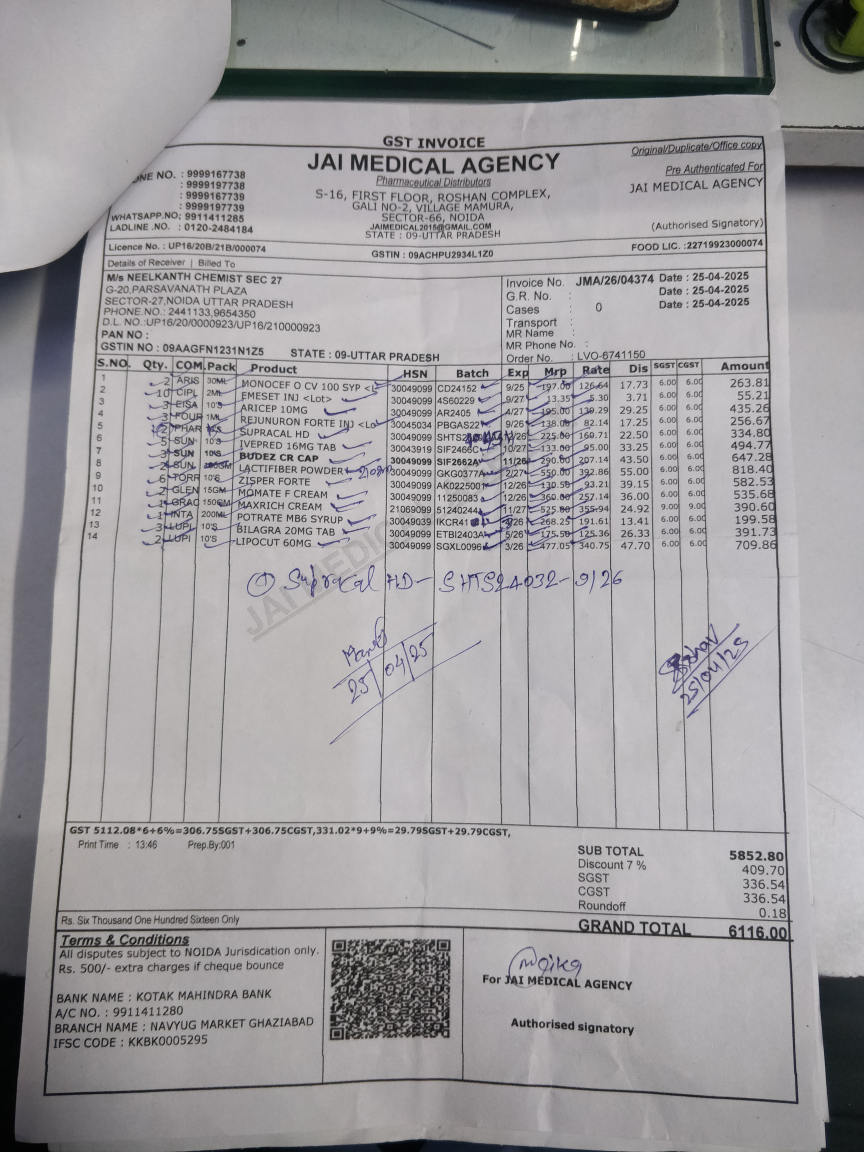 GST INVOICE
Original/Duplicate/Office copy
JAI MEDICAL AGENCY
Pharmaceutical Distributors
S-16, FIRST FLOOR, ROSHAN COMPLEX,
GALI NO-2, VILLAGE MAMURA,
SECTOR-66, NOIDA
JAIMEDICAL2015@GMAIL.COM
STATE : 09-UTTAR PRADESH
ONE NO. : 9999167738
: 9999197738
: 9999167739
: 9999197739
WHATSAPP.NO: 9911411285
LADLINE .NO. : 0120-2484184
Pre Authenticated For
JAI MEDICAL AGENCY
(Authorised Signatory)
Licence No. : UP16/20B/21B/000074
GSTIN : 09ACHPU2934L1Z0
FOOD LIC. :22719923000074
Details of Receiver | Billed To
M/s NEELKANTH CHEMIST SEC 27
G-20,PARSAVANATH PLAZA
SECTOR-27,NOIDA UTTAR PRADESH
PHONE.NO.: 2441133,9654350
D.L. NO.:UP16/20/0000923/UP16/210000923
PAN NO :
GSTIN NO : 09AAGFN1231N1Z5 STATE : 09-UTTAR PRADESH
Invoice No. JMA/26/04374 Date : 25-04-2025
G.R. No. : Date : 25-04-2025
Cases : 0 Date : 25-04-2025
Transport :
MR Name :
MR Phone No. :
Order No. : LVO-6741150
S.NO. Qty. COM. Pack Product HSN Batch Exp Mrp Rate Dis SGST CGST Amount
1 2 ARIS 30ML MONOCEF O CV 100 SYP <L 30049099 CD24152 9/25 197.00 126.64 17.73 6.00 6.00 263.81
2 10 CIPL 2ML EMESET INJ <Lot> 30049099 4S60229 9/27 13.35 5.30 3.71 6.00 6.00 55.21
3 3 EISA 10'S ARICEP 10MG 30049099 AR2405 4/27 195.00 139.29 29.25 6.00 6.00 435.26
4 3 FOUR 1ML REJUNURON FORTE INJ <Lo 30045034 PBGAS22 9/26 138.00 82.14 17.25 6.00 6.00 256.67
5 2 PHAR 15'S SUPRACAL HD 30049099 /26 225.00 160.71 22.50 6.00 6.00 334.80
6 5 SUN 10'S IVEPRED 16MG TAB 30043919 SIF2466C 10/27 133.00 95.00 33.25 6.00 6.00 494.77
7 3 SUN 10'S BUDEZ CR CAP 30049099 SIF2662A 11/26 290.00 207.14 43.50 6.00 6.00 647.28
8 2 SUN LACTIFIBER POWDER 30049099 GKG0377A 2/27 550.00 392.86 55.00 6.00 6.00 818.40
9 6 TORR 10'S ZISPER FORTE 30049099 AK0225001 12/26 130.50 93.21 39.15 6.00 6.00 582.53
10 2 GLEN 15GM MOMATE F CREAM 30049099 11250083 12/26 360.00 257.14 36.00 6.00 6.00 535.68
11 1 GRAC 150GM MAXRICH CREAM 21069099 51240244 11/27 525.00 355.94 24.92 9.00 9.00 390.60
12 1 INTA 200ML POTRATE MB6 SYRUP 30049039 IKCR41 /26 268.25 191.61 13.41 6.00 6.00 199.58
13 3 LUPI 10'S BILAGRA 20MG TAB 30049099 ETBI2403A 5/26 175.50 125.36 26.33 6.00 6.00 391.73
14 2 LUPI 10'S LIPOCUT 60MG 30049099 SGXL0096 3/26 477.05 340.75 47.70 6.00 6.00 709.86
① Supracal HD- SHTS24032- 9/26
JAI MEDIC
25/04/25
25/04/25
GST 5112.08*6+6%=306.75SGST+306.75CGST,331.02*9+9%=29.79SGST+29.79CGST,
Print Time : 13:46 Prep.By:001
SUB TOTAL 5852.80
Discount 7 % 409.70
SGST 336.54
CGST 336.54
Roundoff 0.18
Rs. Six Thousand One Hundred Sixteen Only
GRAND TOTAL 6116.00
Terms & Conditions
All disputes subject to NOIDA Jurisdication only.
Rs. 500/- extra charges if cheque bounce
BANK NAME : KOTAK MAHINDRA BANK
A/C NO. : 9911411280
BRANCH NAME : NAVYUG MARKET GHAZIABAD
IFSC CODE : KKBK0005295
For JAI MEDICAL AGENCY
Authorised signatory